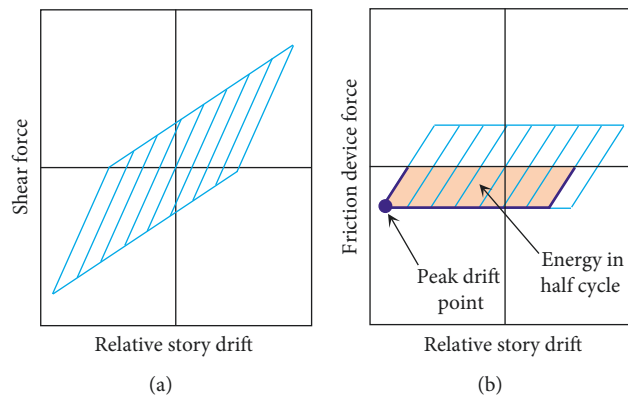 Shear force
Relative story drift
(a)
Friction device force
Peak drift
point
Energy in
half cycle
Relative story drift
(b)